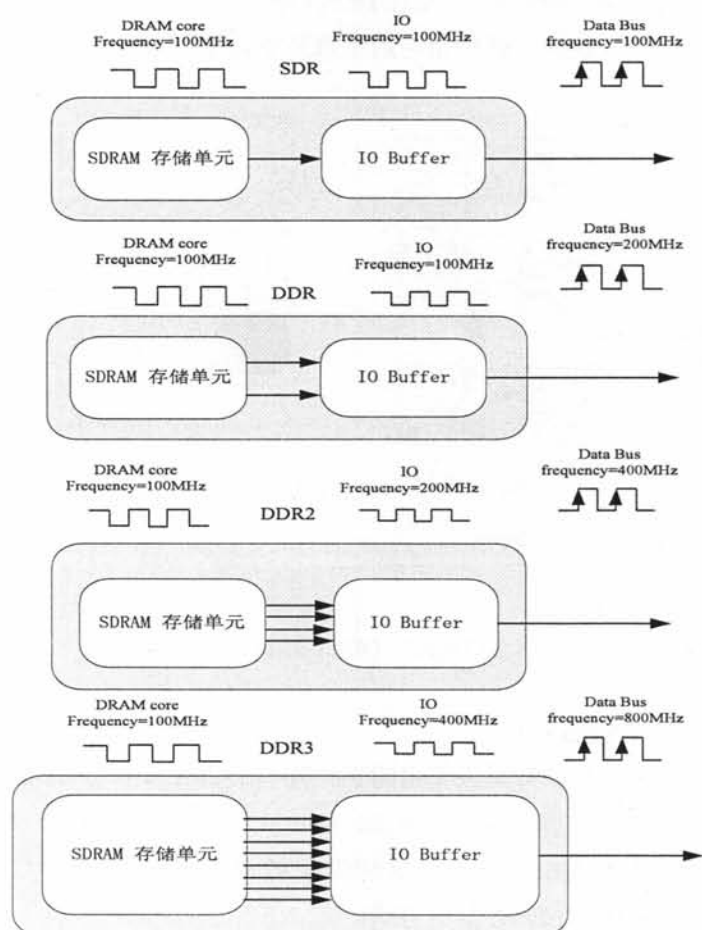 DRAM core
Frequency=100MHz
SDR
IO
Frequency=100MHz
Data Bus
frequency=100MHz
SDRAM 存储单元
IO Buffer
DRAM core
Frequency=100MHz
DDR
IO
Frequency=100MHz
Data Bus
frequency=200MHz
SDRAM 存储单元
IO Buffer
DRAM core
Frequency=100MHz
DDR2
IO
Frequency=200MHz
Data Bus
frequency=400MHz
SDRAM 存储单元
IO Buffer
DRAM core
Frequency=100MHz
DDR3
IO
Frequency=400MHz
Data Bus
frequency=800MHz
SDRAM 存储单元
IO Buffer